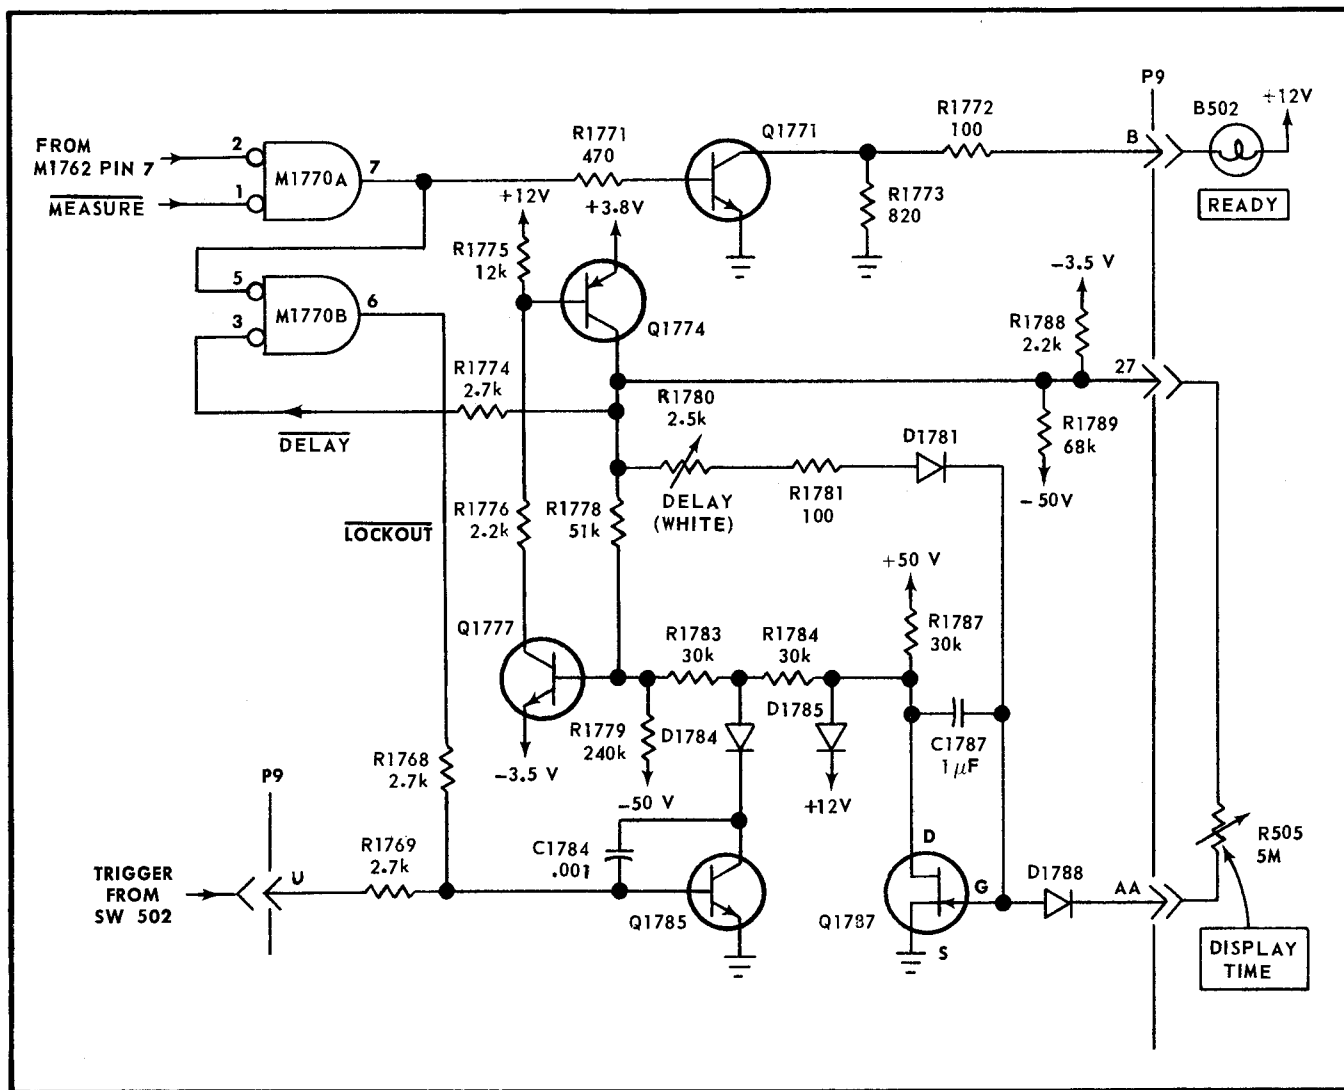 P9
R1772
100
B502
+12V
B
FROM
M1762 PIN 7
2
1
M1770A
7
MEASURE
R1771
470
Q1771
R1773
820
READY
+12V
+3.8V
R1775
12k
Q1774
5
3
M1770B
6
-3.5 V
R1788
2.2k
27
R1774
2.7k
DELAY
R1780
2.5k
DELAY
(WHITE)
R1781
100
D1781
R1789
68k
-50V
LOCKOUT
R1776
2.2k
R1778
51k
+50 V
R1787
30k
Q1777
R1783
30k
R1784
30k
D1785
-3.5 V
R1779
240k
-50 V
D1784
+12V
C1787
1μF
R1768
2.7k
P9
R1769
2.7k
U
TRIGGER
FROM
SW 502
C1784
.001
Q1785
D
G
S
Q1787
D1788
AA
R505
5M
DISPLAY
TIME